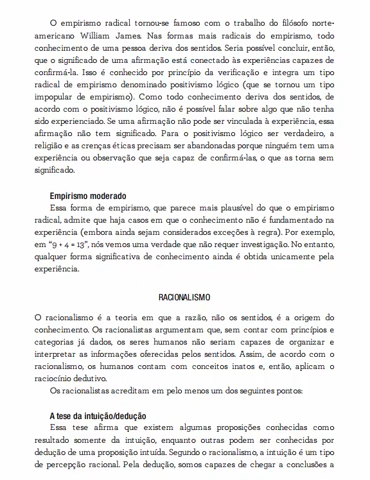 O empirismo radical tornou-se famoso com o trabalho do filósofo norte-
americano William James. Nas formas mais radicais do empirismo, todo
conhecimento de uma pessoa deriva dos sentidos. Seria possível concluir, então,
que o significado de uma afirmação está conectado às experiências capazes de
confirmá-la. Isso é conhecido por princípio da verificação e integra um tipo
radical de empirismo denominado positivismo lógico (que se tornou um tipo
impopular de empirismo). Como todo conhecimento deriva dos sentidos, de
acordo com o positivismo lógico, não é possível falar sobre algo que não tenha
sido experienciado. Se uma afirmação não pode ser vinculada à experiência, essa
afirmação não tem significado. Para o positivismo lógico ser verdadeiro, a
religião e as crenças éticas precisam ser abandonadas porque ninguém tem uma
experiência ou observação que seja capaz de confirmá-las, o que as torna sem
significado.
Empirismo moderado
Essa forma de empirismo, que parece mais plausível do que o empirismo
radical, admite que haja casos em que o conhecimento não é fundamentado na
experiência (embora ainda sejam considerados exceções à regra). Por exemplo,
em “9 + 4 = 13”, nós vemos uma verdade que não requer investigação. No entanto,
qualquer forma significativa de conhecimento ainda é obtida unicamente pela
experiência.
RACIONALISMO
O racionalismo é a teoria em que a razão, não os sentidos, é a origem do
conhecimento. Os racionalistas argumentam que, sem contar com princípios e
categorias já dados, os seres humanos não seriam capazes de organizar e
interpretar as informações oferecidas pelos sentidos. Assim, de acordo com o
racionalismo, os humanos contam com conceitos inatos e, então, aplicam o
raciocínio dedutivo.
Os racionalistas acreditam em pelo menos um dos seguintes pontos:
A tese da intuição/dedução
Essa tese afirma que existem algumas proposições conhecidas como
resultado somente da intuição, enquanto outras podem ser conhecidas por
dedução de uma proposição intuída. Segundo o racionalismo, a intuição é um tipo
de percepção racional. Pela dedução, somos capazes de chegar a conclusões a